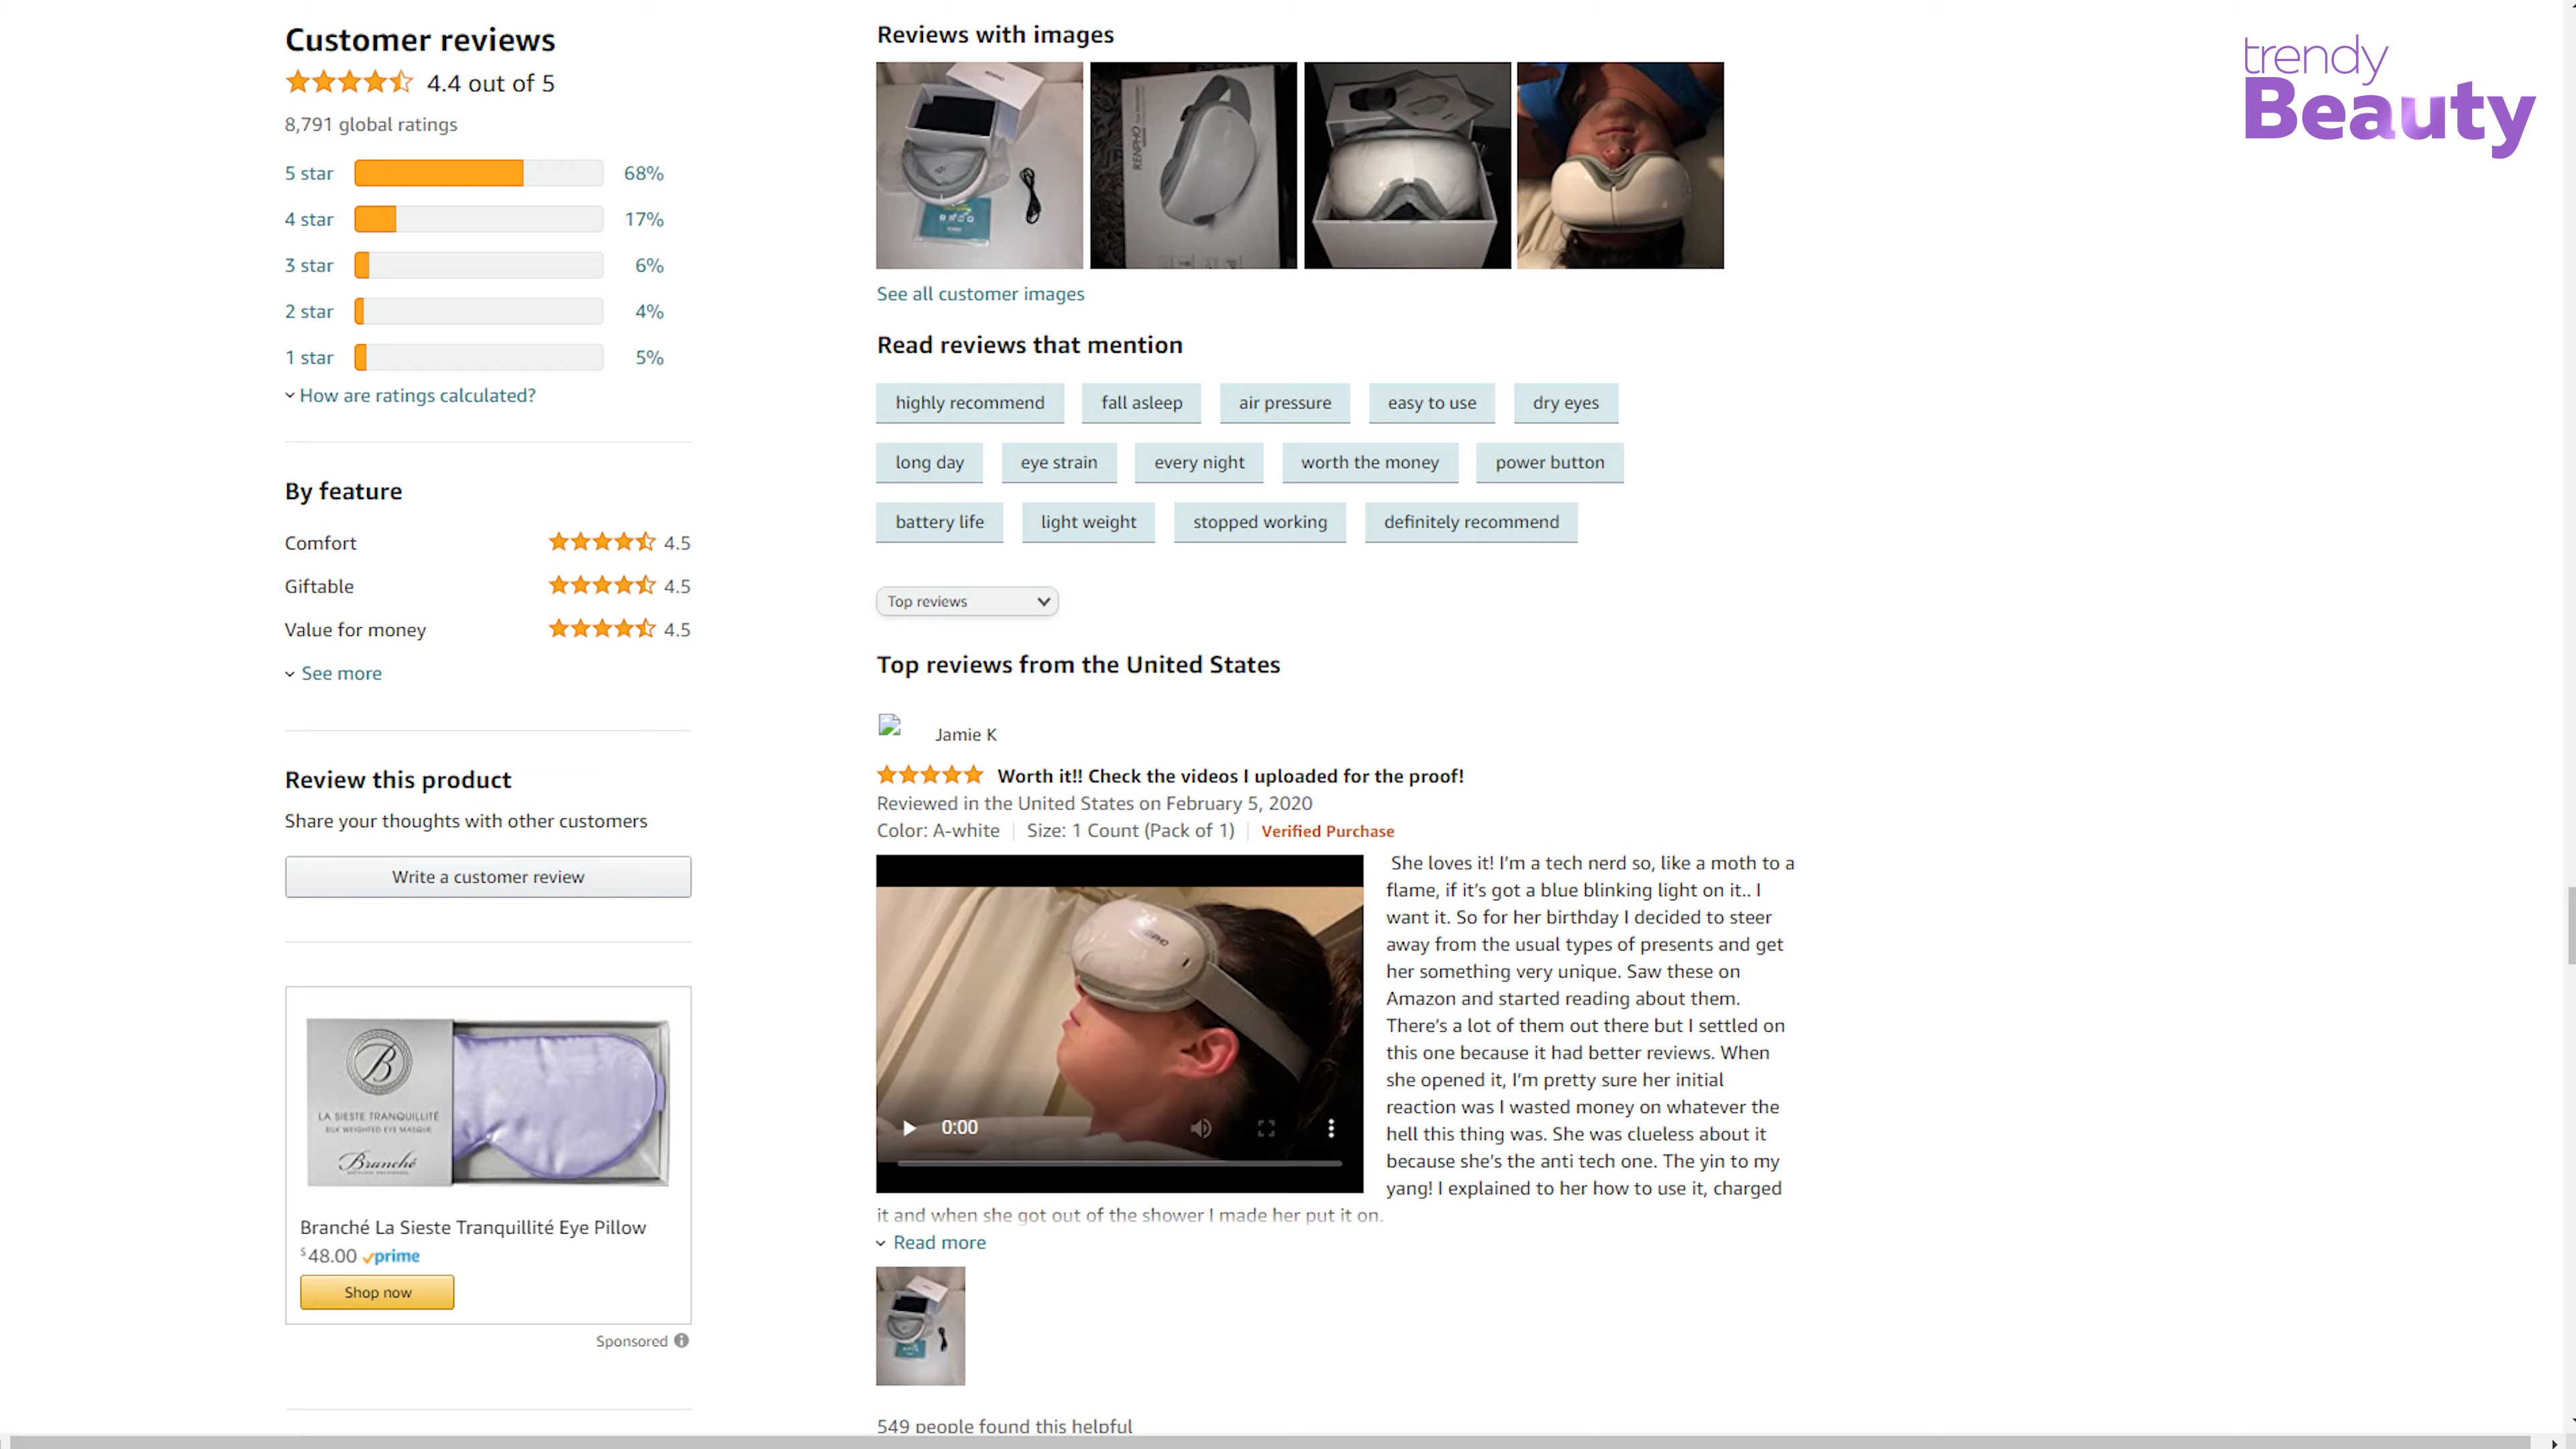 Customer reviews
4.4 out of 5
8,791 global ratings
5 star 68%
4 star 17%
3 star 6%
2 star 4%
1 star 5%
How are ratings calculated?
By feature
Comfort 4.5
Giftable 4.5
Value for money 4.5
See more
Review this product
Share your thoughts with other customers
Write a customer review
B
LA SIESTE TRANQUILLITÉ
SILK WEIGHTED EYE MASQUE
Branché
Branché La Sieste Tranquillité Eye Pillow
$48.00 prime
Shop now
Sponsored
Reviews with images
RENPHO
See all customer images
Read reviews that mention
highly recommend fall asleep air pressure easy to use dry eyes
long day eye strain every night worth the money power button
battery life light weight stopped working definitely recommend
Top reviews
Top reviews from the United States
Jamie K
Worth it!! Check the videos I uploaded for the proof!
Reviewed in the United States on February 5, 2020
Color: A-white Size: 1 Count (Pack of 1) Verified Purchase
RENPHO
0:00
She loves it! I'm a tech nerd so, like a moth to a
flame, if it's got a blue blinking light on it.. I
want it. So for her birthday I decided to steer
away from the usual types of presents and get
her something very unique. Saw these on
Amazon and started reading about them.
There's a lot of them out there but I settled on
this one because it had better reviews. When
she opened it, I'm pretty sure her initial
reaction was I wasted money on whatever the
hell this thing was. She was clueless about it
because she's the anti tech one. The yin to my
yang! I explained to her how to use it, charged
it and when she got out of the shower I made her put it on.
Read more
549 people found this helpful
trendy
Beauty